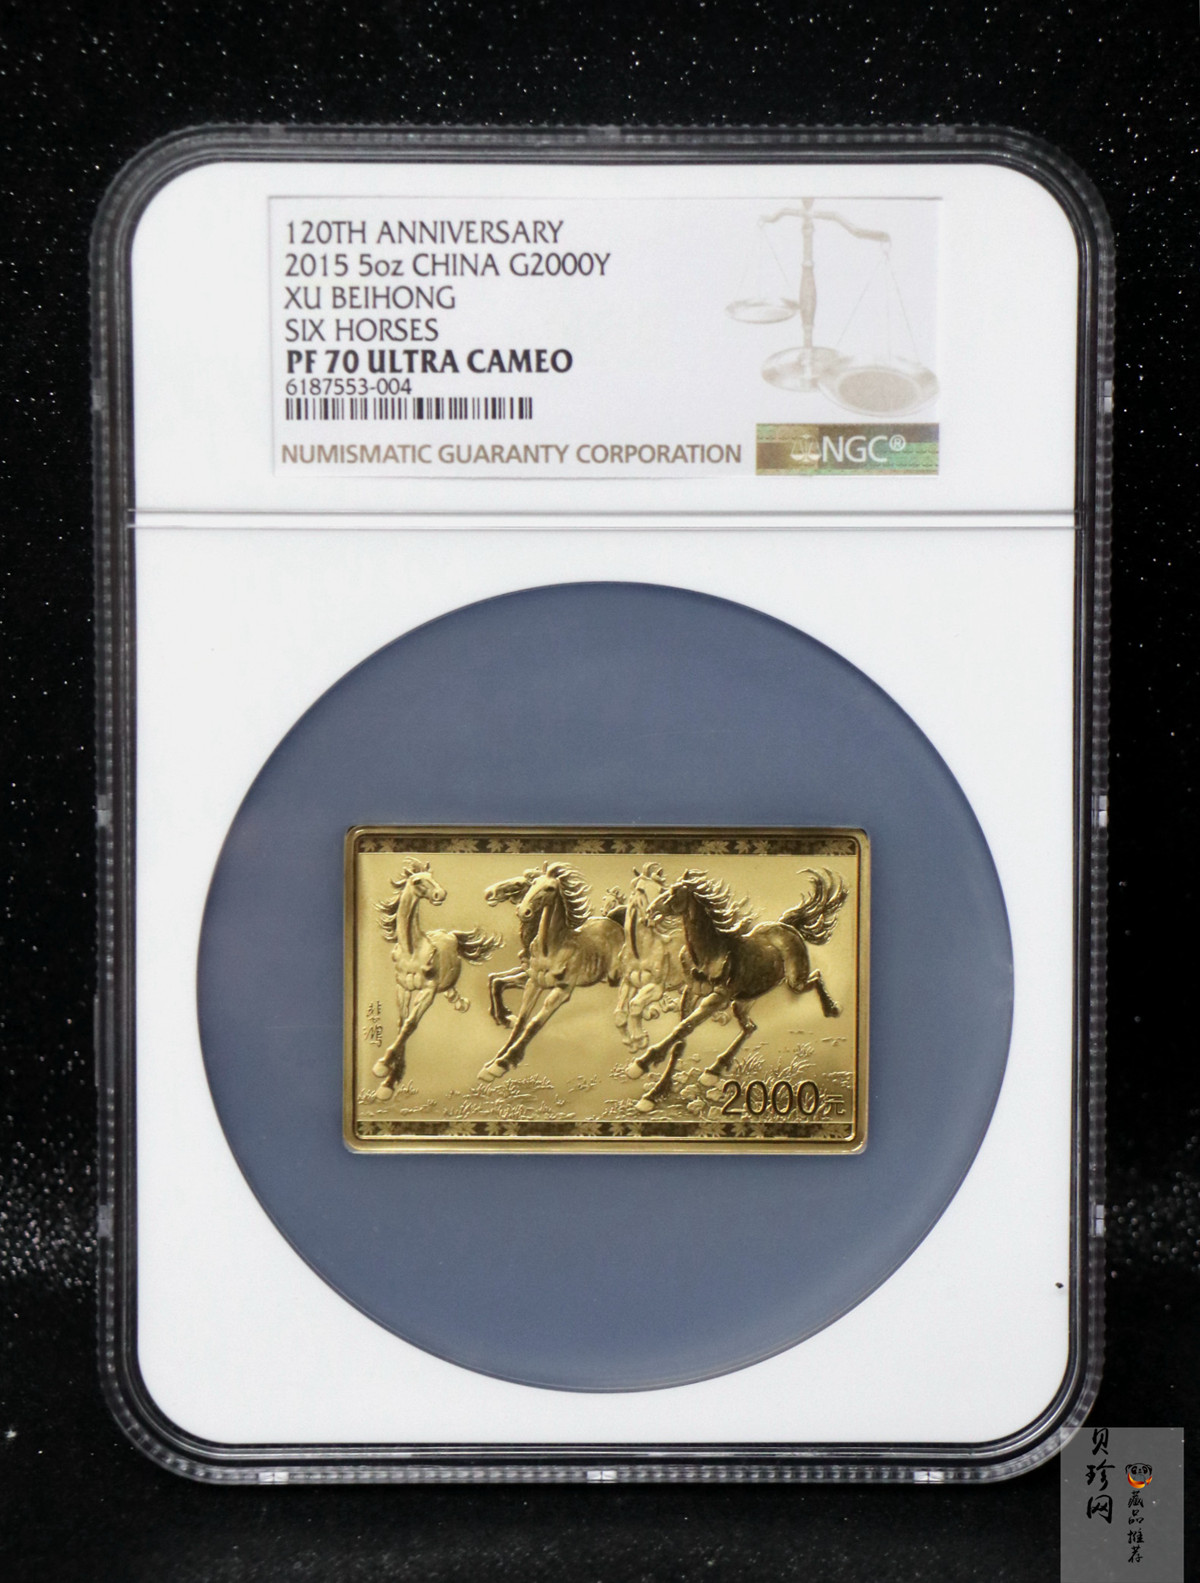 120TH ANNIVERSARY
2015 5oz CHINA G2000Y
XU BEIHONG
SIX HORSES
PF 70 ULTRA CAMEO
6187553-004
NUMISMATIC GUARANTY CORPORATION
NGC®
悲鴻
2000元
贝珍网
藏品推荐